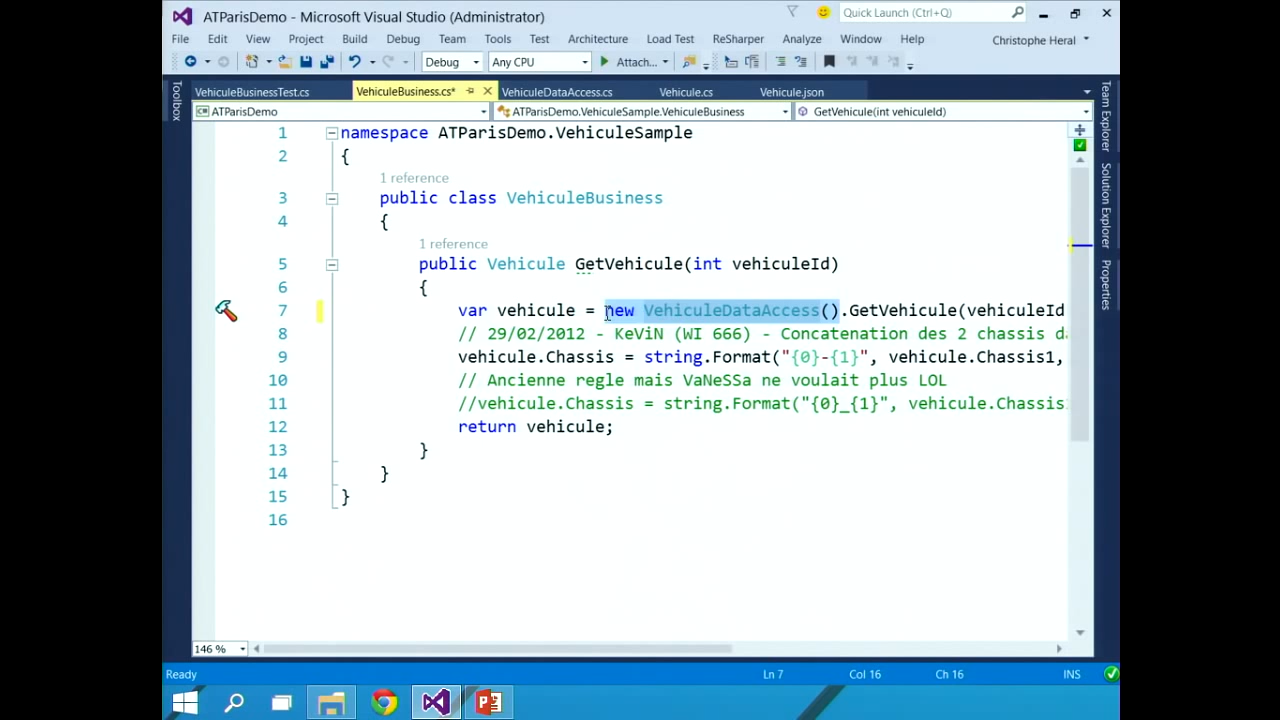 ATParisDemo - Microsoft Visual Studio (Administrator)
Quick Launch (Ctrl+Q)
File Edit View Project Build Debug Team Tools Test Architecture Load Test ReSharper Analyze Window Help Christophe Heral
Debug Any CPU Attach...
Toolbox
VehiculeBusinessTest.cs VehiculeBusiness.cs* VehiculeDataAccess.cs Vehicule.cs Vehicule.json
ATParisDemo ATParisDemo.VehiculeSample.VehiculeBusiness GetVehicule(int vehiculeId)
Team Explorer
Solution Explorer
Properties
1 namespace ATParisDemo.VehiculeSample
2 {
1 reference
3 public class VehiculeBusiness
4 {
1 reference
5 public Vehicule GetVehicule(int vehiculeId)
6 {
7 var vehicule = new VehiculeDataAccess().GetVehicule(vehiculeId
8 // 29/02/2012 - KeViN (WI 666) - Concatenation des 2 chassis da
9 vehicule.Chassis = string.Format("{0}-{1}", vehicule.Chassis1,
10 // Ancienne regle mais VaNeSSa ne voulait plus LOL
11 //vehicule.Chassis = string.Format("{0}_{1}", vehicule.Chassis
12 return vehicule;
13 }
14 }
15 }
16
146 %
Ready Ln 7 Col 16 Ch 16 INS